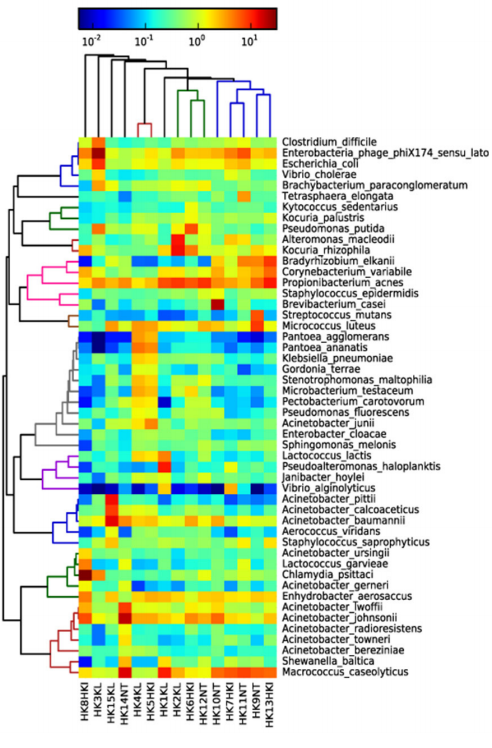 10⁻² 10⁻¹ 10⁰ 10¹
Clostridium_difficile
Enterobacteria_phage_phiX174_sensu_lato
Escherichia_coli
Vibrio_cholerae
Brachybacterium_paraconglomeratum
Tetrasphaera_elongata
Kytococcus_sedentarius
Kocuria_palustris
Pseudomonas_putida
Alteromonas_macleodii
Kocuria_rhizophila
Bradyrhizobium_elkanii
Corynebacterium_variabile
Propionibacterium_acnes
Staphylococcus_epidermidis
Brevibacterium_casei
Streptococcus_mutans
Micrococcus_luteus
Pantoea_agglomerans
Pantoea_ananatis
Klebsiella_pneumoniae
Gordonia_terrae
Stenotrophomonas_maltophilia
Microbacterium_testaceum
Pectobacterium_carotovorum
Pseudomonas_fluorescens
Acinetobacter_junii
Enterobacter_cloacae
Sphingomonas_melonis
Lactococcus_lactis
Pseudoalteromonas_haloplanktis
Janibacter_hoylei
Vibrio_alginolyticus
Acinetobacter_pittii
Acinetobacter_calcoaceticus
Acinetobacter_baumannii
Aerococcus_viridans
Staphylococcus_saprophyticus
Acinetobacter_ursingii
Lactococcus_garvieae
Chlamydia_psittaci
Acinetobacter_gerneri
Enhydrobacter_aerosaccus
Acinetobacter_lwoffii
Acinetobacter_johnsonii
Acinetobacter_radioresistens
Acinetobacter_towneri
Acinetobacter_bereziniae
Shewanella_baltica
Macrococcus_caseolyticus
HK8HKI
HK3KL
HK15KL
HK14NT
HK4KL
HK5HKI
HK1KL
HK2KL
HK6HKI
HK12NT
HK10NT
HK7HKI
HK11NT
HK9NT
HK13HKI